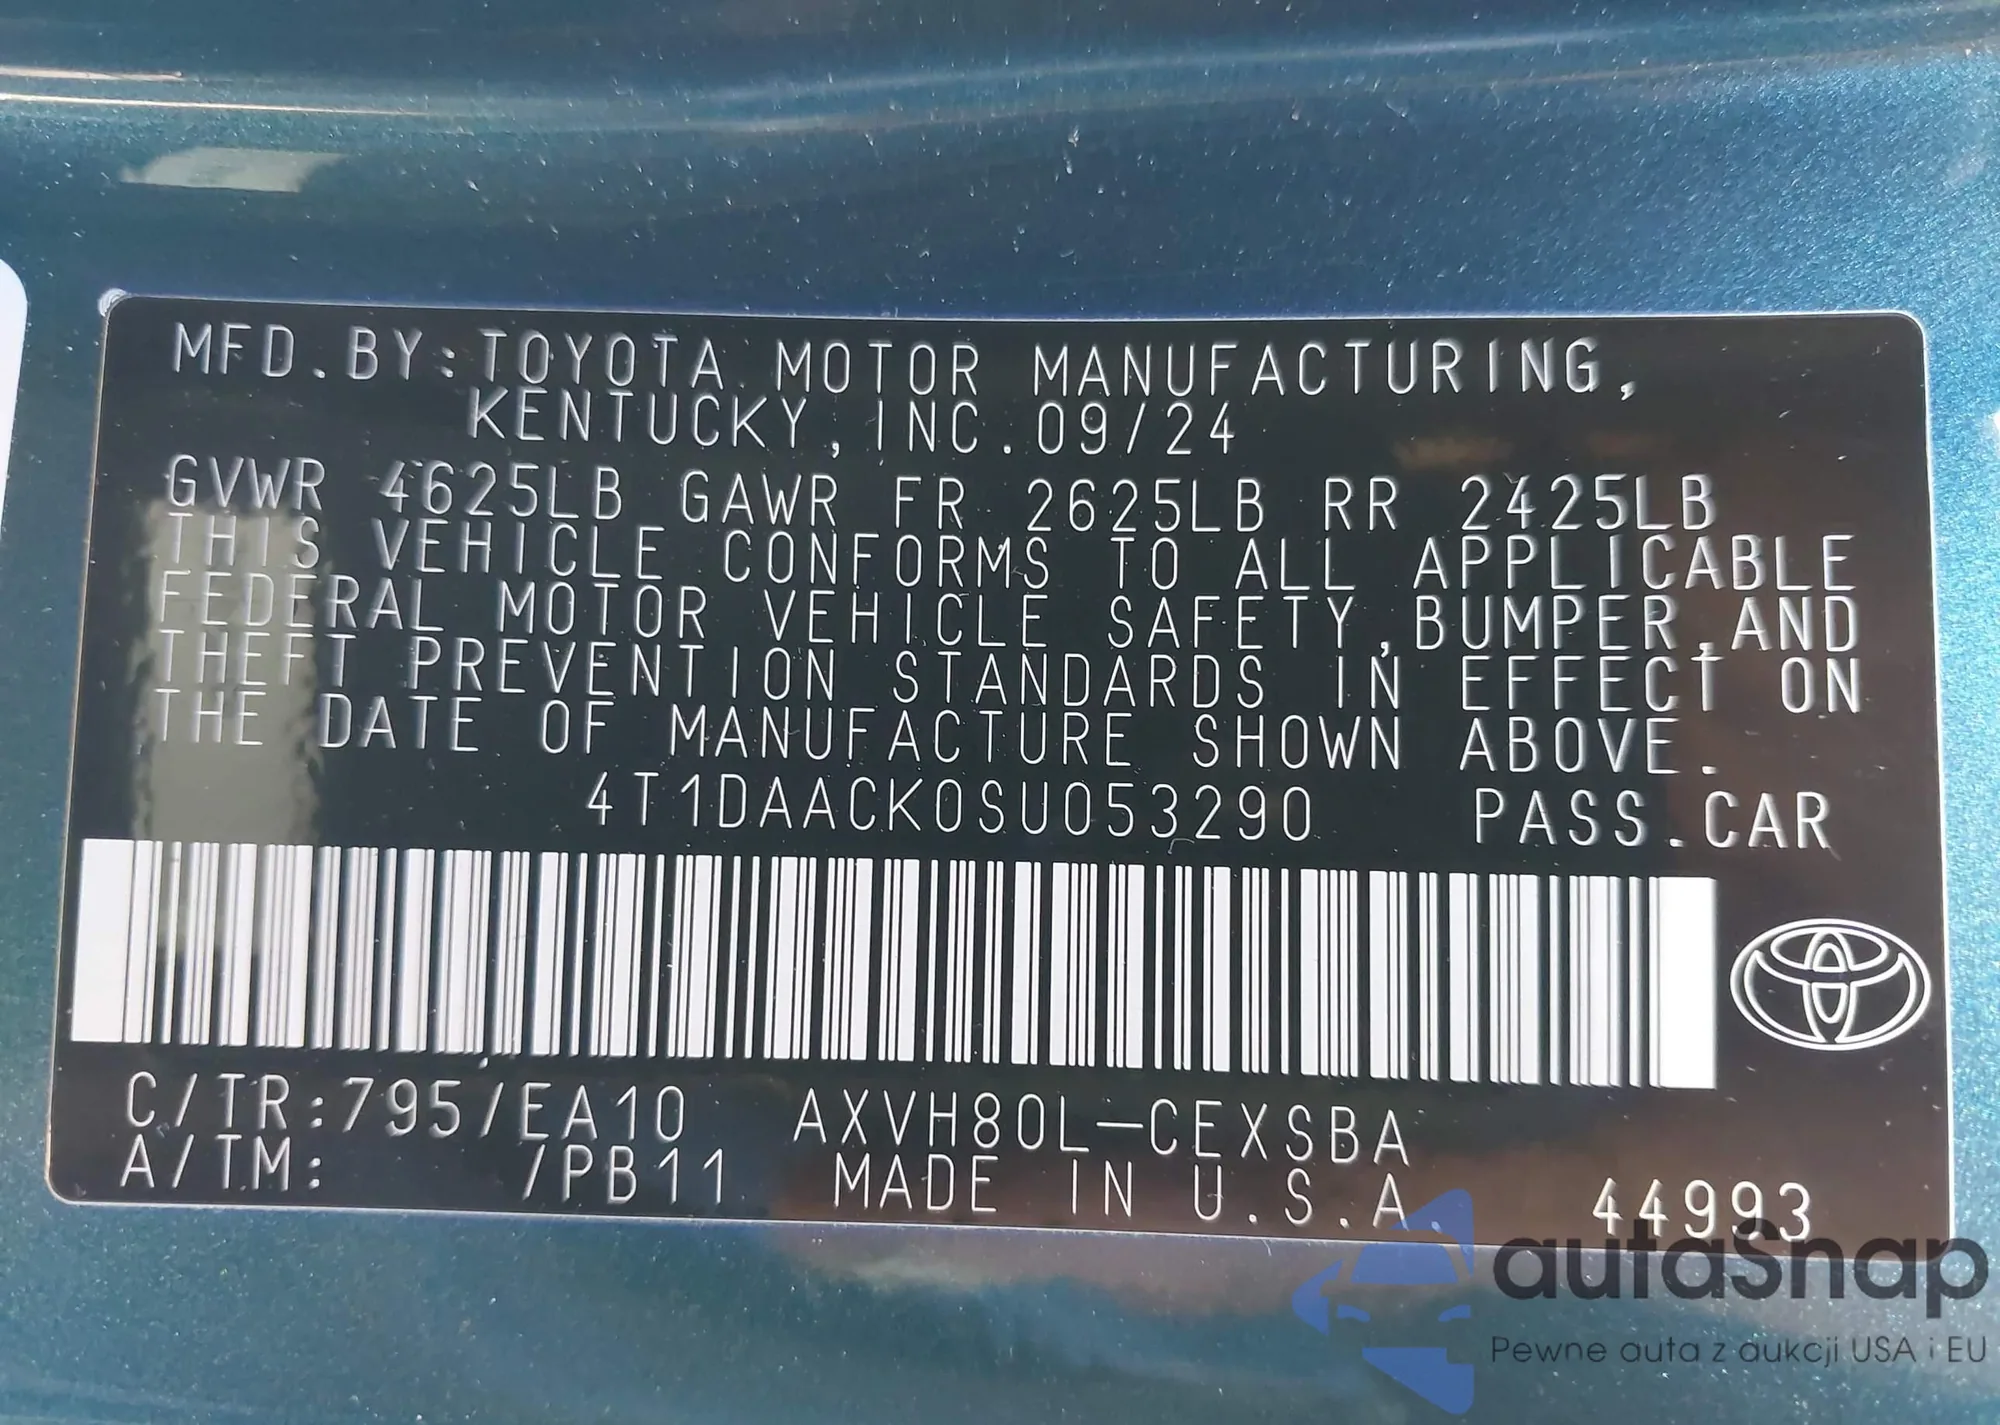 MFD.BY:TOYOTA MOTOR MANUFACTURING,
KENTUCKY,INC.09/24
GVWR 4625LB GAWR FR 2625LB RR 2425LB
THIS VEHICLE CONFORMS TO ALL APPLICABLE
FEDERAL MOTOR VEHICLE SAFETY,BUMPER,AND
THEFT PREVENTION STANDARDS IN EFFECT ON
THE DATE OF MANUFACTURE SHOWN ABOVE.
4T1DAACK0SU053290 PASS.CAR
C/TR:795/EA10 AXVH80L-CEXSBA
A/TM: /PB11 MADE IN U.S.A. 44993
autaSnap
Pewne auta z aukcji USA i EU